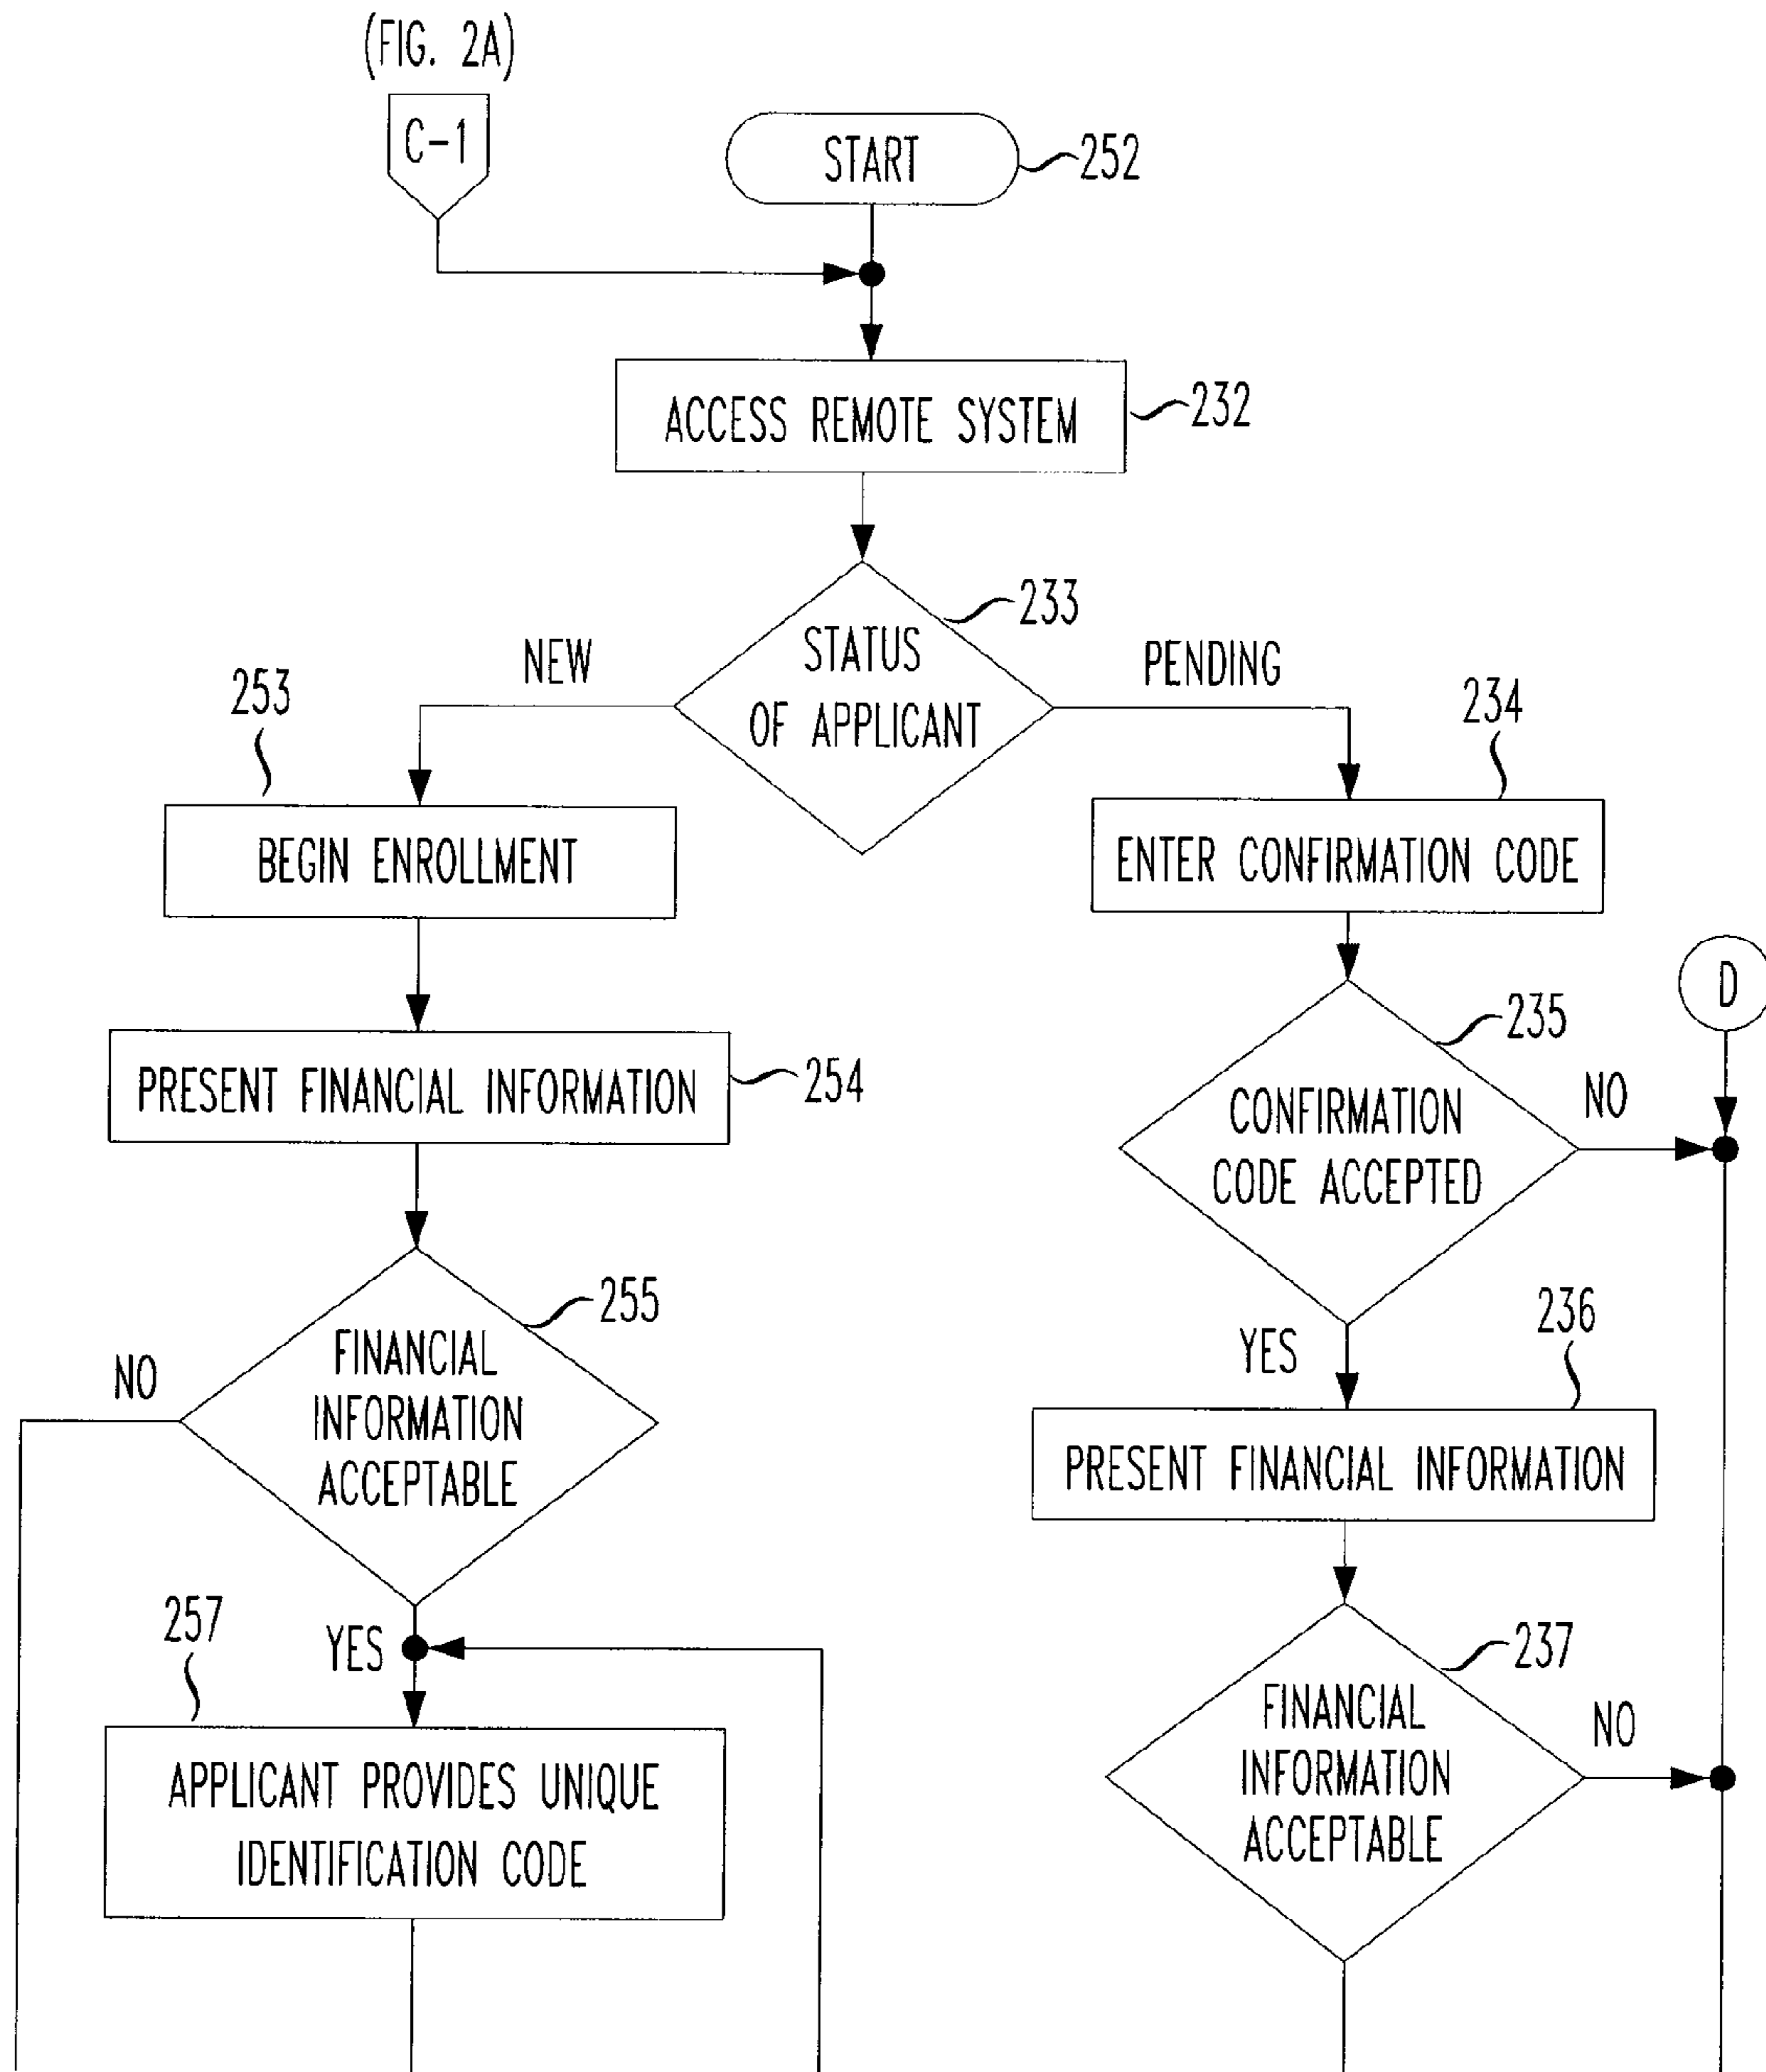 (FIG. 2A)
C-1
START
252
ACCESS REMOTE SYSTEM
232
233
STATUS
OF APPLICANT
NEW
PENDING
253
234
BEGIN ENROLLMENT
ENTER CONFIRMATION CODE
D
235
PRESENT FINANCIAL INFORMATION
254
CONFIRMATION
CODE ACCEPTED
NO
255
FINANCIAL
INFORMATION
ACCEPTABLE
NO
YES
236
PRESENT FINANCIAL INFORMATION
257
YES
237
FINANCIAL
INFORMATION
ACCEPTABLE
NO
APPLICANT PROVIDES UNIQUE
IDENTIFICATION CODE